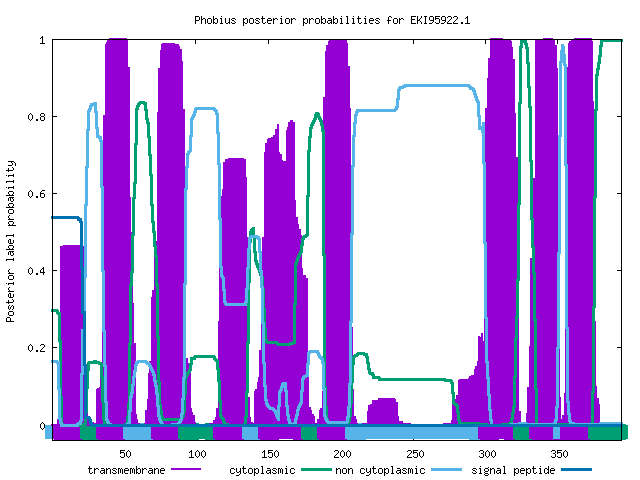 Phobius posterior probabilities for EKI95922.1
Posterior label probability
1
0.8
0.6
0.4
0.2
0
50 100 150 200 250 300 350
transmembrane cytoplasmic non cytoplasmic signal peptide